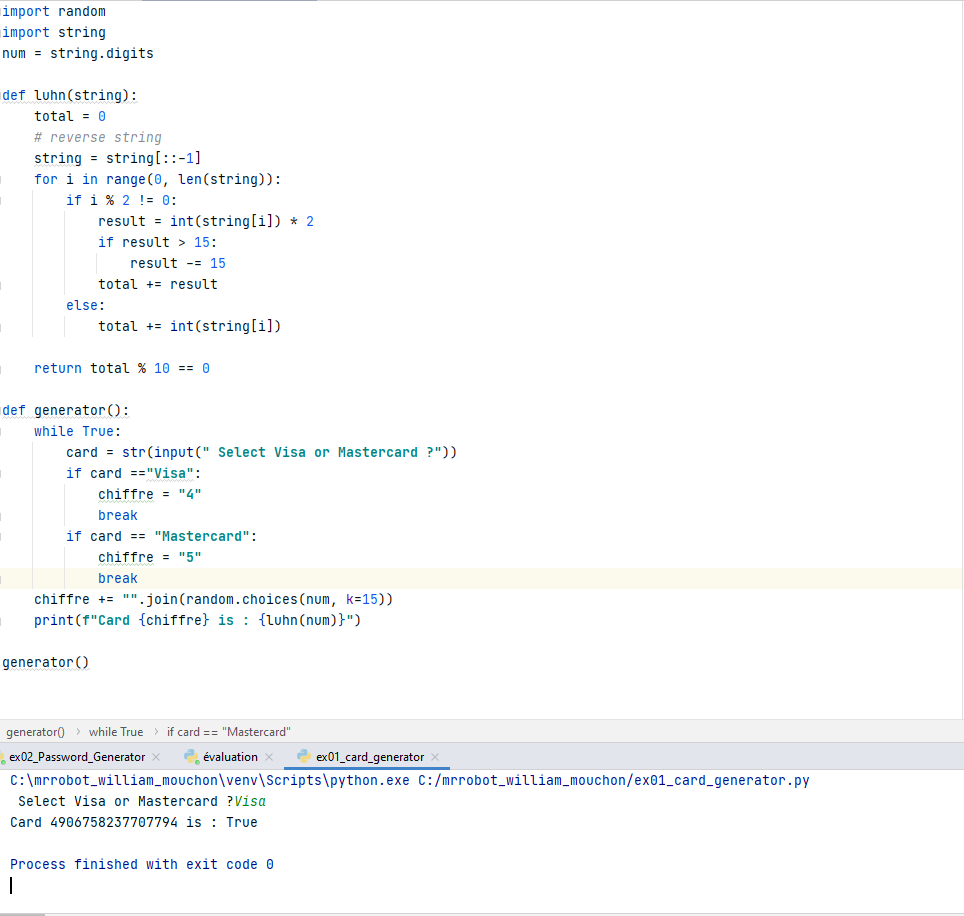 import random
import string
num = string.digits
def luhn(string):
    total = 0
    # reverse string
    string = string[::-1]
    for i in range(0, len(string)):
        if i % 2 != 0:
            result = int(string[i]) * 2
            if result > 15:
                result -= 15
            total += result
        else:
            total += int(string[i])
    return total % 10 == 0
def generator():
    while True:
        card = str(input(" Select Visa or Mastercard ?"))
        if card =="Visa":
            chiffre = "4"
            break
        if card == "Mastercard":
            chiffre = "5"
            break
    chiffre += "".join(random.choices(num, k=15))
    print(f"Card {chiffre} is : {luhn(num)}")
generator()
generator() > while True > if card == "Mastercard"
ex02_Password_Generator × évaluation × ex01_card_generator ×
C:\mrrobot_william_mouchon\venv\Scripts\python.exe C:/mrrobot_william_mouchon/ex01_card_generator.py
 Select Visa or Mastercard ?Visa
Card 4906758237707794 is : True
Process finished with exit code 0